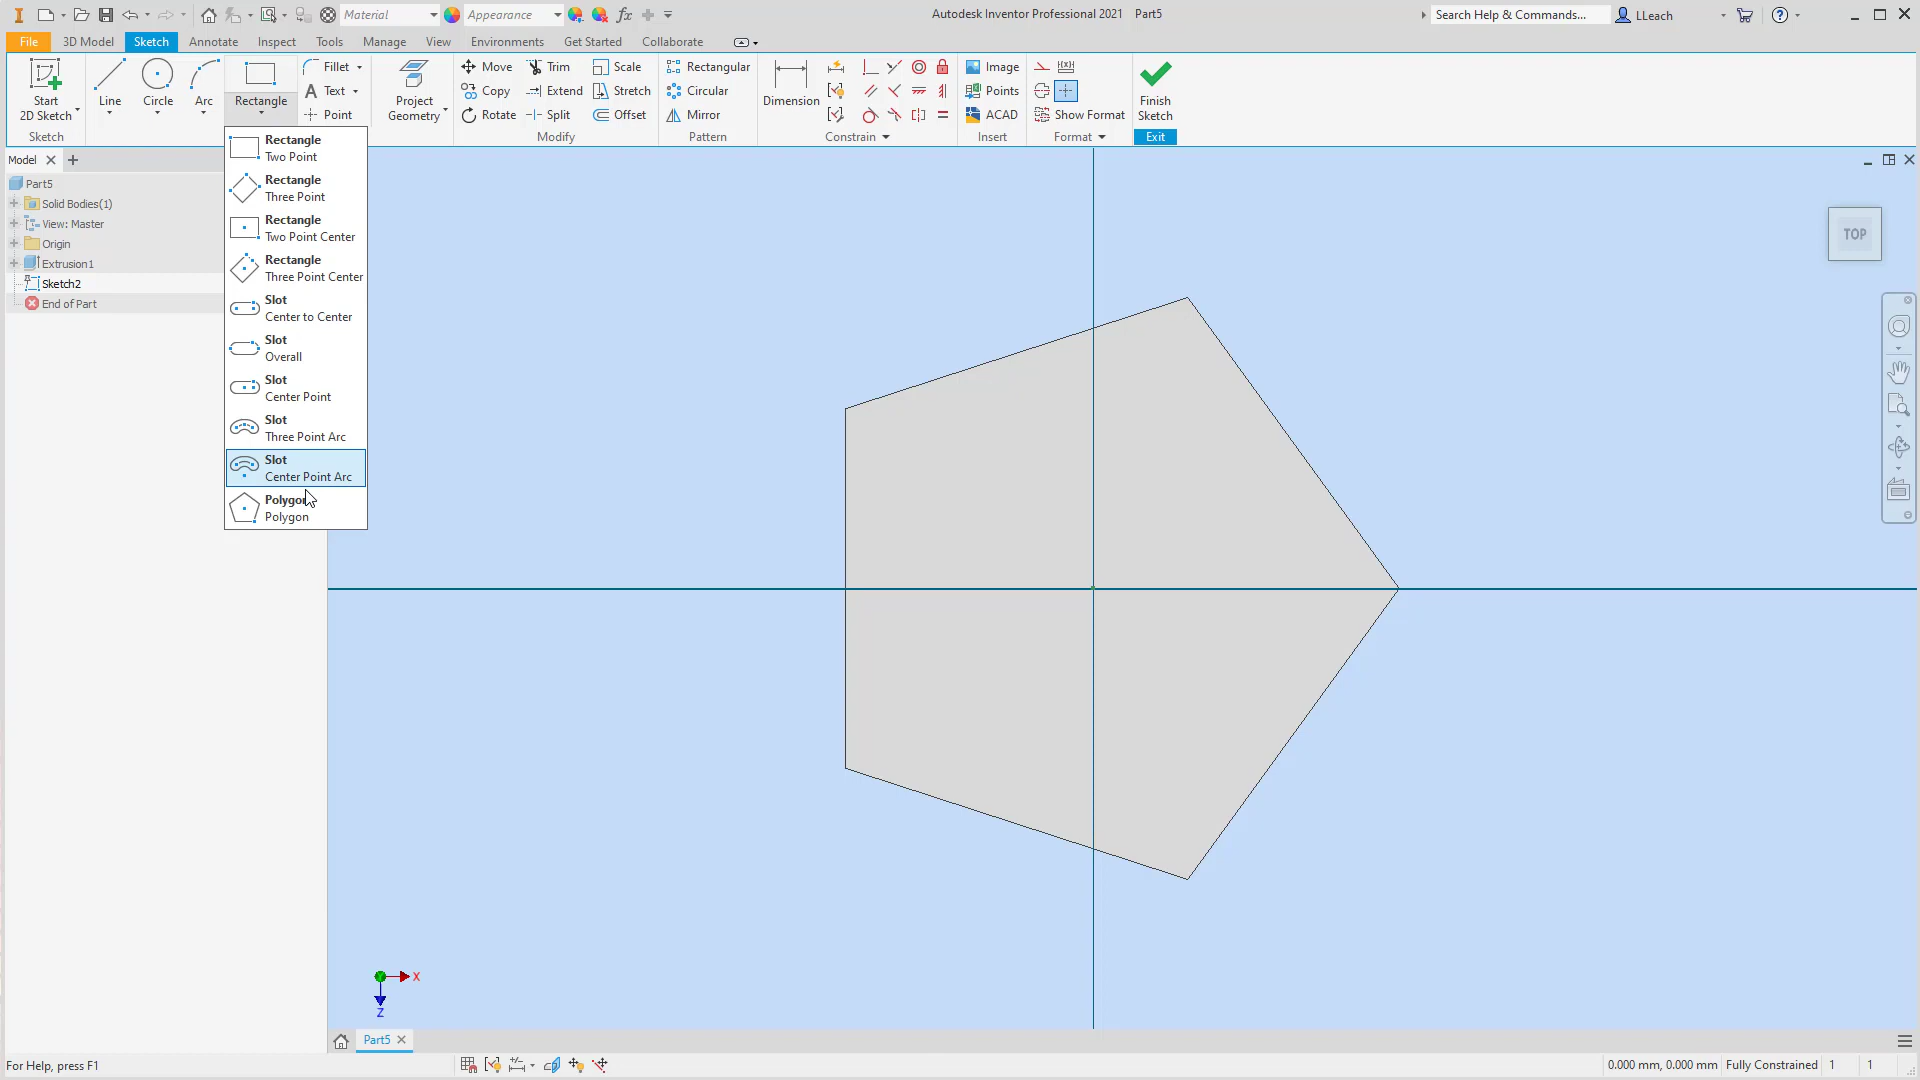 Material
Appearance
fx
Autodesk Inventor Professional 2021 Part5
Search Help & Commands...
LLeach
File
3D Model
Sketch
Annotate
Inspect
Tools
Manage
View
Environments
Get Started
Collaborate
Start
2D Sketch
Line
Circle
Arc
Rectangle
Fillet
Text
Point
Project
Geometry
Move
Copy
Rotate
Trim
Extend
Split
Scale
Stretch
Offset
Rectangular
Circular
Mirror
Dimension
Image
Points
ACAD
Show Format
Finish
Sketch
Sketch
Modify
Pattern
Constrain
Insert
Format
Exit
Model
Part5
Solid Bodies(1)
View: Master
Origin
Extrusion1
Sketch2
End of Part
Rectangle
Two Point
Rectangle
Three Point
Rectangle
Two Point Center
Rectangle
Three Point Center
Slot
Center to Center
Slot
Overall
Slot
Center Point
Slot
Three Point Arc
Slot
Center Point Arc
Polygon
Polygon
TOP
X
Z
Part5
For Help, press F1
0.000 mm, 0.000 mm Fully Constrained 1 1